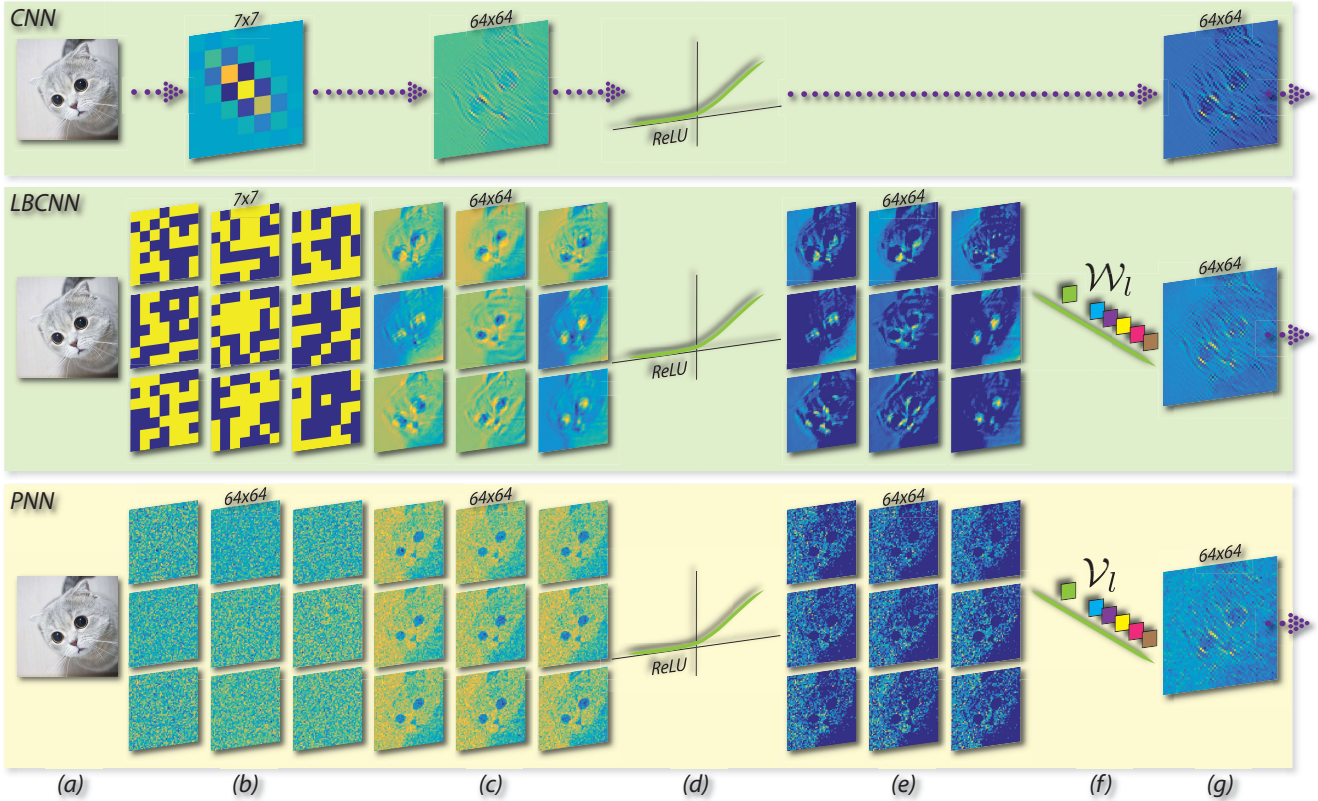 CNN
7x7
64x64
ReLU
64x64
LBCNN
7x7
64x64
ReLU
64x64
𝒲l
64x64
PNN
64x64
64x64
ReLU
64x64
𝒱l
64x64
(a)
(b)
(c)
(d)
(e)
(f)
(g)